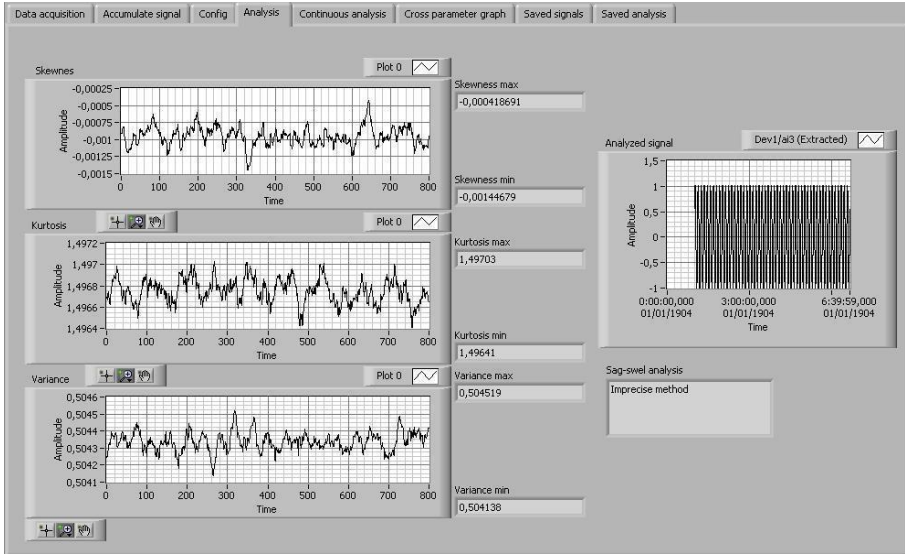 Data acquisition Accumulate signal Config Analysis Continuous analysis Cross parameter graph Saved signals Saved analysis
Skewnes
Plot 0
-0,00025
-0,0005
-0,00075
-0,001
-0,00125
-0,0015
Amplitude
0 100 200 300 400 500 600 700 800
Time
Skewness max
-0,000418691
Skewness min
-0,00144679
Kurtosis
Plot 0
1,4972
1,497
1,4968
1,4966
1,4964
Amplitude
0 100 200 300 400 500 600 700 800
Time
Kurtosis max
1,49703
Kurtosis min
1,49641
Variance
Plot 0
0,5046
0,5045
0,5044
0,5043
0,5042
0,5041
Amplitude
0 100 200 300 400 500 600 700 800
Time
Variance max
0,504519
Variance min
0,504138
Analyzed signal
Dev1/ai3 (Extracted)
1,5
1
0,5
0
-0,5
-1
Amplitude
0:00:00,000 3:00:00,000 6:39:59,000
01/01/1904 01/01/1904 01/01/1904
Time
Sag-swel analysis
Imprecise method